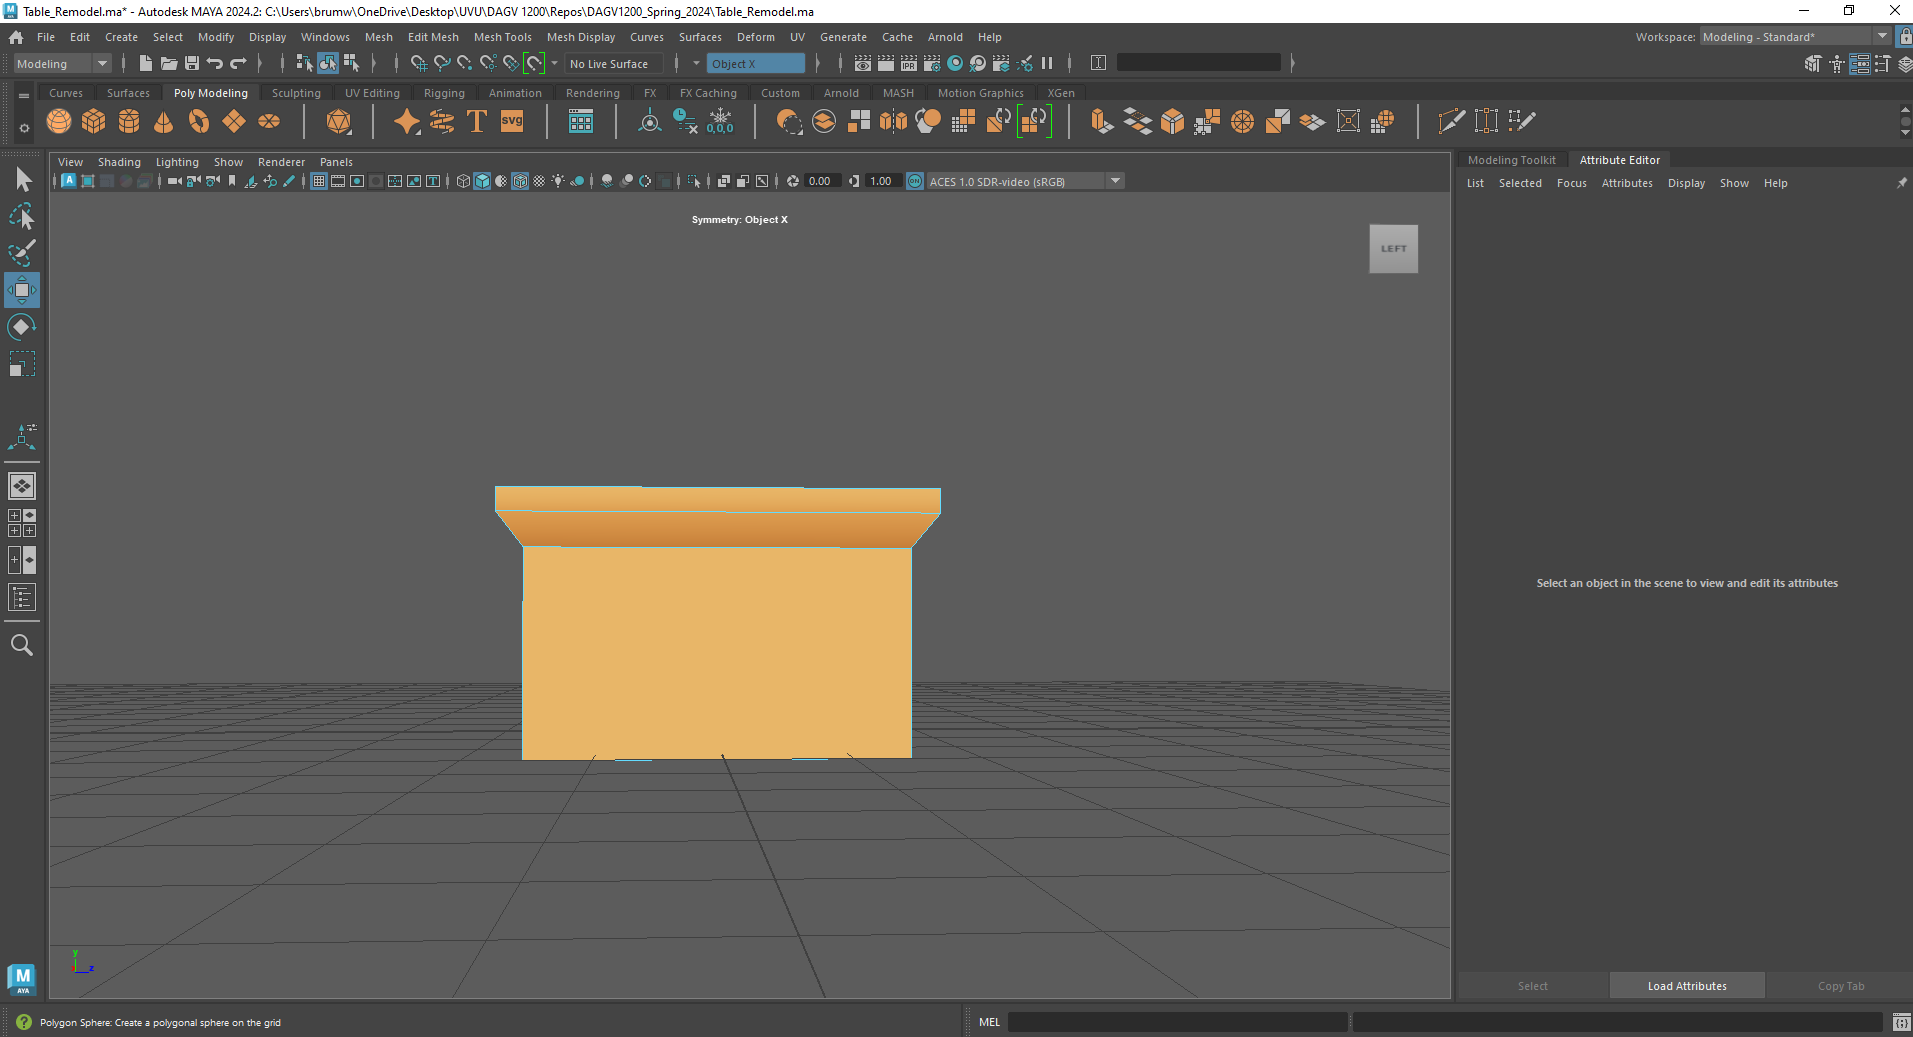 Table_Remodel.ma* - Autodesk MAYA 2024.2: C:\Users\brumw\OneDrive\Desktop\UVU\DAGV 1200\Repos\DAGV1200_Spring_2024\Table_Remodel.ma
File Edit Create Select Modify Display Windows Mesh Edit Mesh Mesh Tools Mesh Display Curves Surfaces Deform UV Generate Cache Arnold Help
Workspace: Modeling - Standard*
Modeling No Live Surface Object X
Curves Surfaces Poly Modeling Sculpting UV Editing Rigging Animation Rendering FX FX Caching Custom Arnold MASH Motion Graphics XGen
T SVG 0,0,0
View Shading Lighting Show Renderer Panels
0.00 1.00 ACES 1.0 SDR-video (sRGB)
Modeling Toolkit Attribute Editor
List Selected Focus Attributes Display Show Help
Symmetry: Object X
LEFT
Select an object in the scene to view and edit its attributes
y
z
M
AYA
Select Load Attributes Copy Tab
Polygon Sphere: Create a polygonal sphere on the grid
MEL